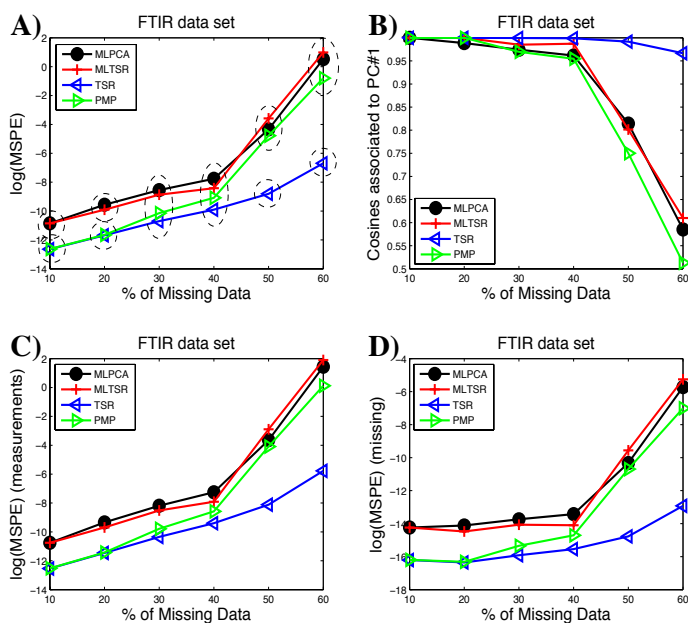 A)
FTIR data set
log(MSPE)
2
0
−2
−4
−6
−8
−10
−12
−14
MLPCA
MLTSR
TSR
PMP
10 20 30 40 50 60
% of Missing Data
B)
FTIR data set
Cosines associated to PC#1
0.95
0.9
0.85
0.8
0.75
0.7
0.65
0.6
0.55
0.5
MLPCA
MLTSR
TSR
PMP
10 20 30 40 50 60
% of Missing Data
C)
FTIR data set
log(MSPE) (measurements)
2
0
−2
−4
−6
−8
−10
−12
−14
MLPCA
MLTSR
TSR
PMP
10 20 30 40 50 60
% of Missing Data
D)
FTIR data set
log(MSPE) (missing)
−4
−6
−8
−10
−12
−14
−16
−18
MLPCA
MLTSR
TSR
PMP
10 20 30 40 50 60
% of Missing Data